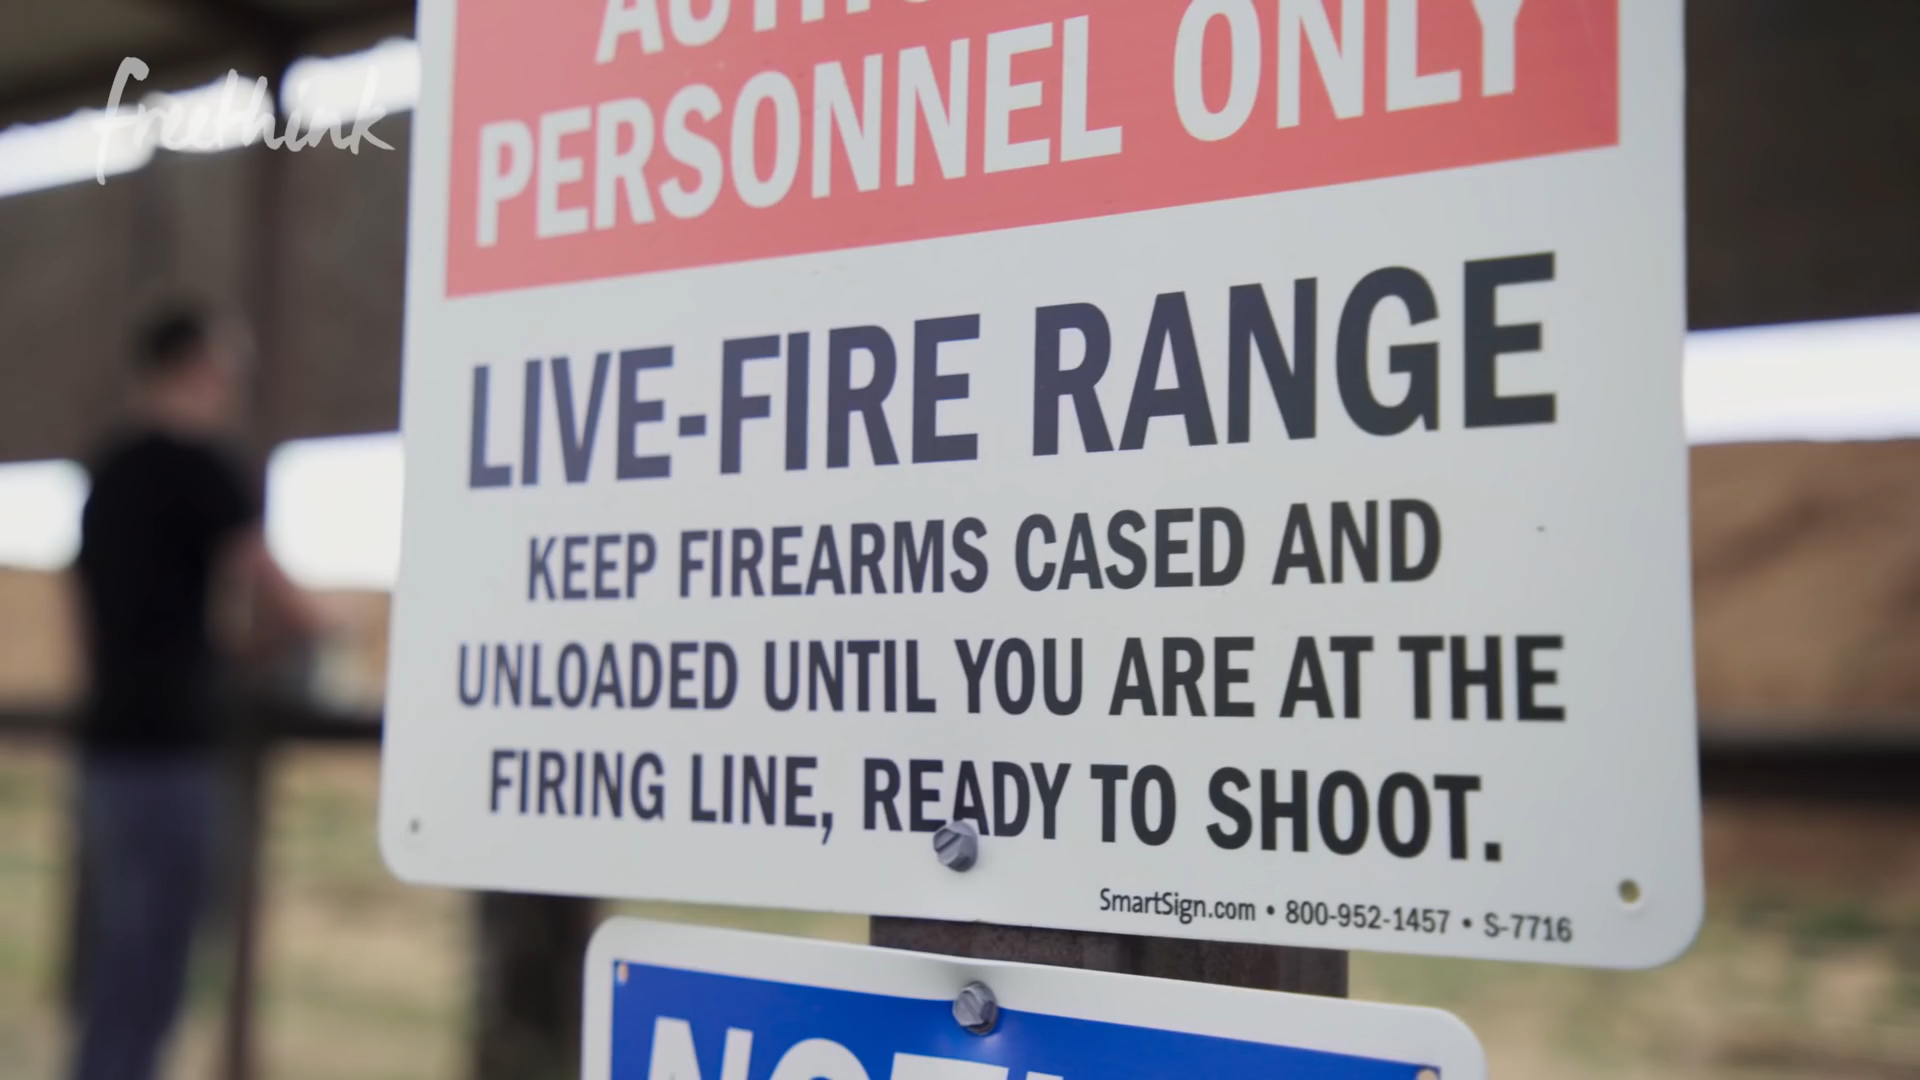 freethink
PERSONNEL ONLY
LIVE-FIRE RANGE
KEEP FIREARMS CASED AND
UNLOADED UNTIL YOU ARE AT THE
FIRING LINE, READY TO SHOOT.
SmartSign.com • 800-952-1457 • S-7716